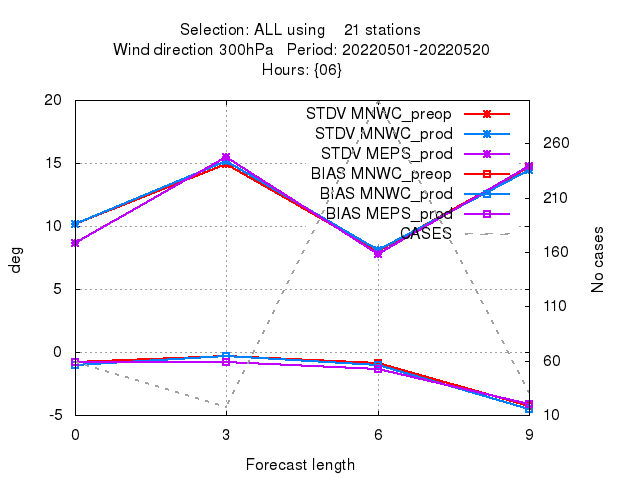 Selection: ALL using    21 stations
Wind direction 300hPa   Period: 20220501-20220520
Hours: {06}
STDV MNWC_preop
STDV MNWC_prod
STDV MEPS_prod
BIAS MNWC_preop
BIAS MNWC_prod
BIAS MEPS_prod
CASES
20
15
10
5
0
-5
deg
260
210
160
110
60
10
No cases
0 3 6 9
Forecast length